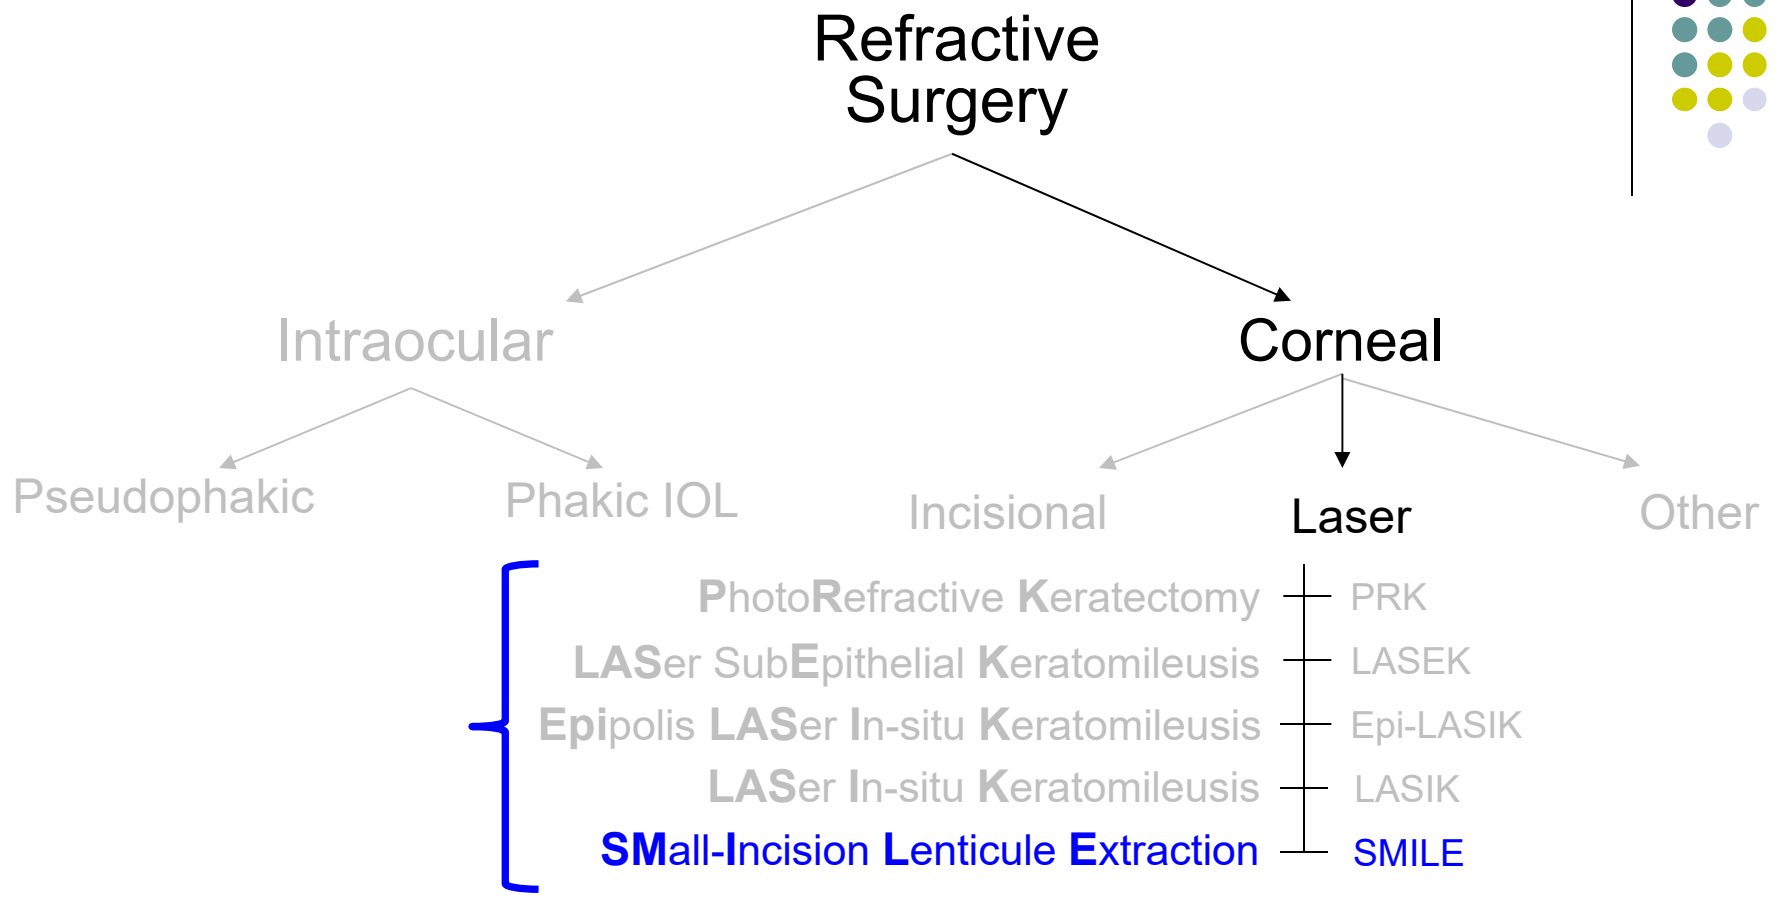 Refractive
Surgery
Intraocular
Corneal
Pseudophakic
Phakic IOL
Incisional
Laser
Other
PhotoRefractive Keratectomy
PRK
LASer SubEpithelial Keratomileusis
LASEK
Epipolis LASer In-situ Keratomileusis
Epi-LASIK
LASer In-situ Keratomileusis
LASIK
SMall-Incision Lenticule Extraction
SMILE